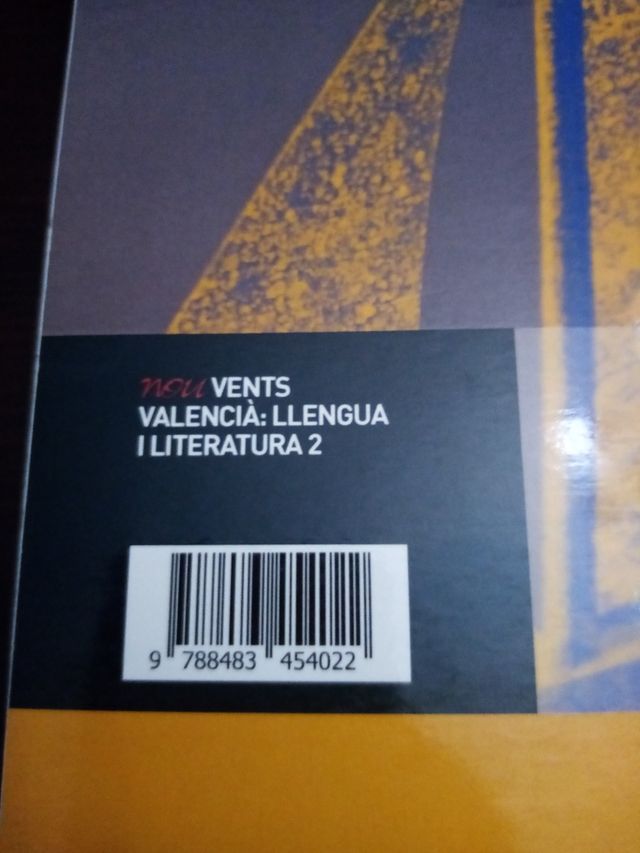 nou VENTS
VALENCIÀ: LLENGUA
I LITERATURA 2
9 788483 454022